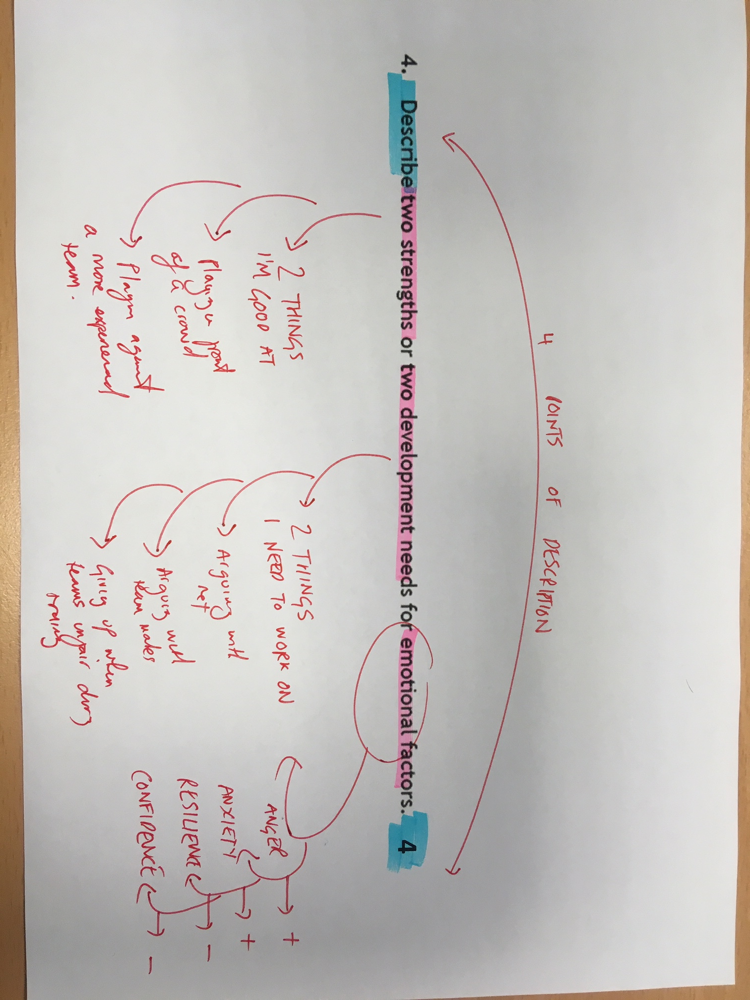 4 POINTS OF DESCRIPTION
4. Describe two strengths or two development needs for emotional factors. 4
2 THINGS
I'M GOOD AT
Playing in front
of a crowd
Playing against
a more experienced
team.
2 THINGS
I NEED TO WORK ON
Arguing with
ref
Arguing with
team mates
Giving up when
teams unfair during
training
ANGER +
ANXIETY +
RESILIENCE -
CONFIDENCE -